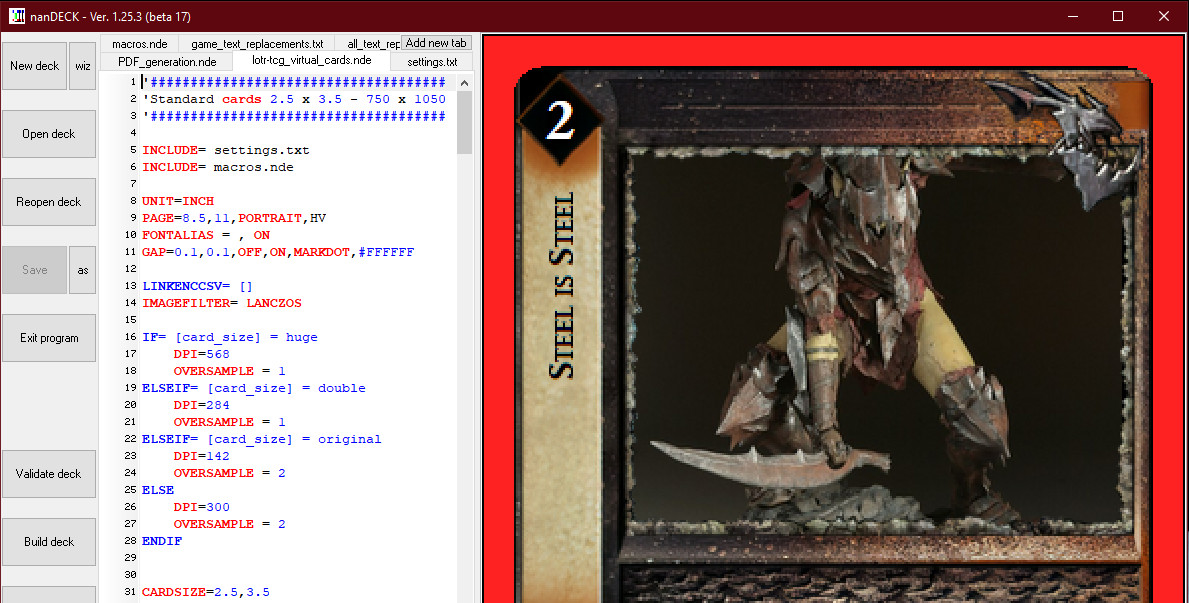 nanDECK - Ver. 1.25.3 (beta 17)
New deck
wiz
Open deck
Reopen deck
Save
as
Exit program
Validate deck
Build deck
macros.nde
game_text_replacements.txt
all_text_rep
Add new tab
PDF_generation.nde
lotr-tcg_virtual_cards.nde
settings.txt
1 '#####################################
2 'Standard cards 2.5 x 3.5 - 750 x 1050
3 '#####################################
4
5 INCLUDE= settings.txt
6 INCLUDE= macros.nde
7
8 UNIT=INCH
9 PAGE=8.5,11,PORTRAIT,HV
10 FONTALIAS = , ON
11 GAP=0.1,0.1,OFF,ON,MARKDOT,#FFFFFF
12
13 LINKENCCSV= []
14 IMAGEFILTER= LANCZOS
15
16 IF= [card_size] = huge
17 DPI=568
18 OVERSAMPLE = 1
19 ELSEIF= [card_size] = double
20 DPI=284
21 OVERSAMPLE = 1
22 ELSEIF= [card_size] = original
23 DPI=142
24 OVERSAMPLE = 2
25 ELSE
26 DPI=300
27 OVERSAMPLE = 2
28 ENDIF
29
30
31 CARDSIZE=2.5,3.5
2
Steel is Steel